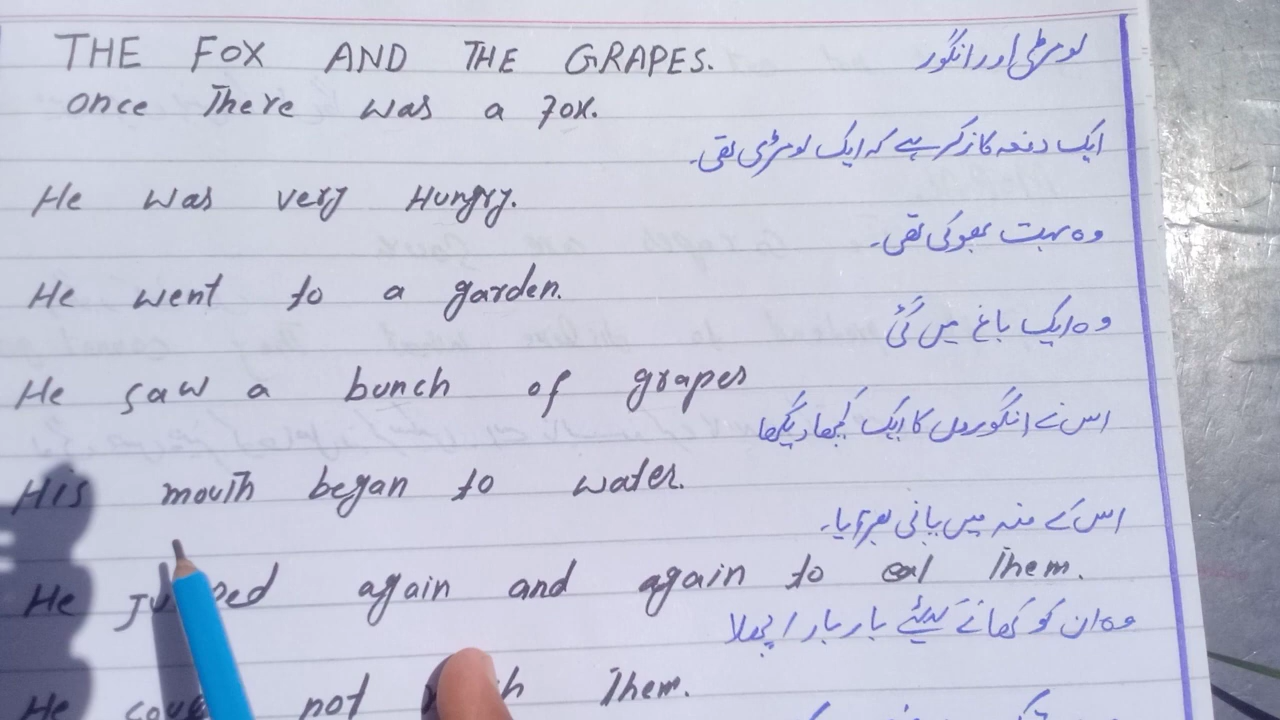 THE FOX AND THE GRAPES.
لومڑی اور انگور
Once There was a Fox.
ایک دفعہ کا زکر ہے کہ ایک لومڑی تھی۔
He was very Hungry.
وہ بہت بھوکی تھی۔
He went to a garden.
وہ ایک باغ میں گئی
He saw a bunch of grapes
اس نے انگوروں کا ایک گچھا دیکھا
His mouth began to water.
اس کے منہ میں پانی بھر آیا۔
He again and again to eat Them.
وہ ان کو کھانے کیلئے بار بار اچھلا
He not Them.